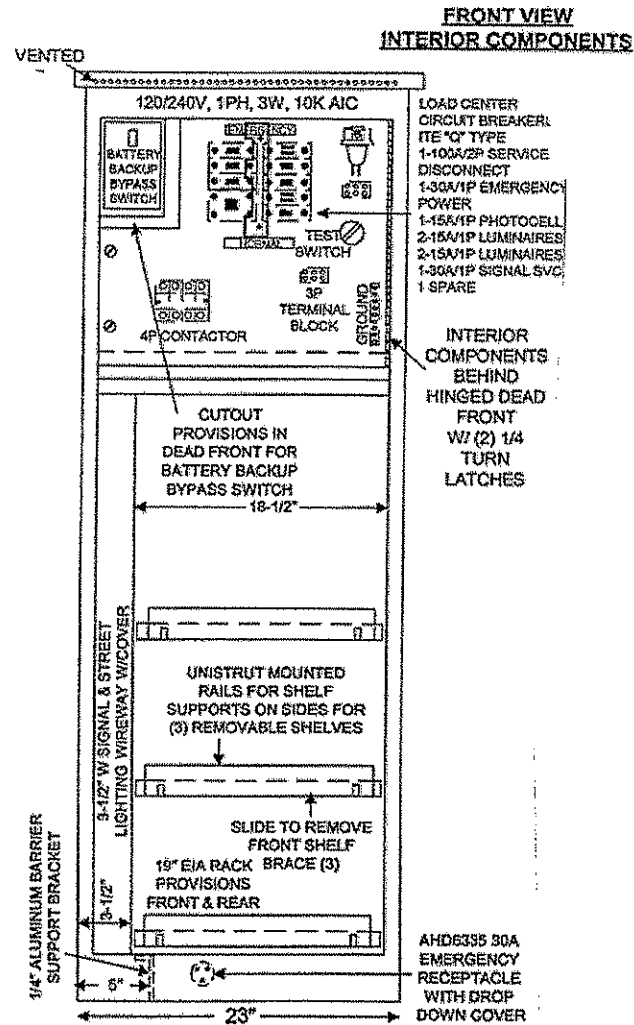 FRONT VIEW
INTERIOR COMPONENTS
VENTED
120/240V, 1PH, 3W, 10K AIC
LOAD CENTER
CIRCUIT BREAKER:
ITE "Q" TYPE
1-100A/2P SERVICE
DISCONNECT
1-30A/1P EMERGENCY
POWER
1-15A/1P PHOTOCELL
2-15A/1P LUMINAIRES
2-15A/1P LUMINAIRES
1-30A/1P SIGNAL SVC
1 SPARE
EMERGENCY
BATTERY
BACKUP
BYPASS
SWITCH
NORMAL
TEST
SWITCH
3P
TERMINAL
BLOCK
GROUND
4P CONTACTOR
INTERIOR
COMPONENTS
BEHIND
HINGED DEAD
FRONT
W/ (2) 1/4
TURN
LATCHES
CUTOUT
PROVISIONS IN
DEAD FRONT FOR
BATTERY BACKUP
BYPASS SWITCH
18-1/2"
3-1/2" W SIGNAL & STREET
LIGHTING WIREWAY W/COVER
UNISTRUT MOUNTED
RAILS FOR SHELF
SUPPORTS ON SIDES FOR
(3) REMOVABLE SHELVES
SLIDE TO REMOVE
FRONT SHELF
BRACE (3)
19" EIA RACK
PROVISIONS
FRONT & REAR
3-1/2"
1/4" ALUMINUM BARRIER
SUPPORT BRACKET
6"
23"
AHD6335 30A
EMERGENCY
RECEPTACLE
WITH DROP
DOWN COVER